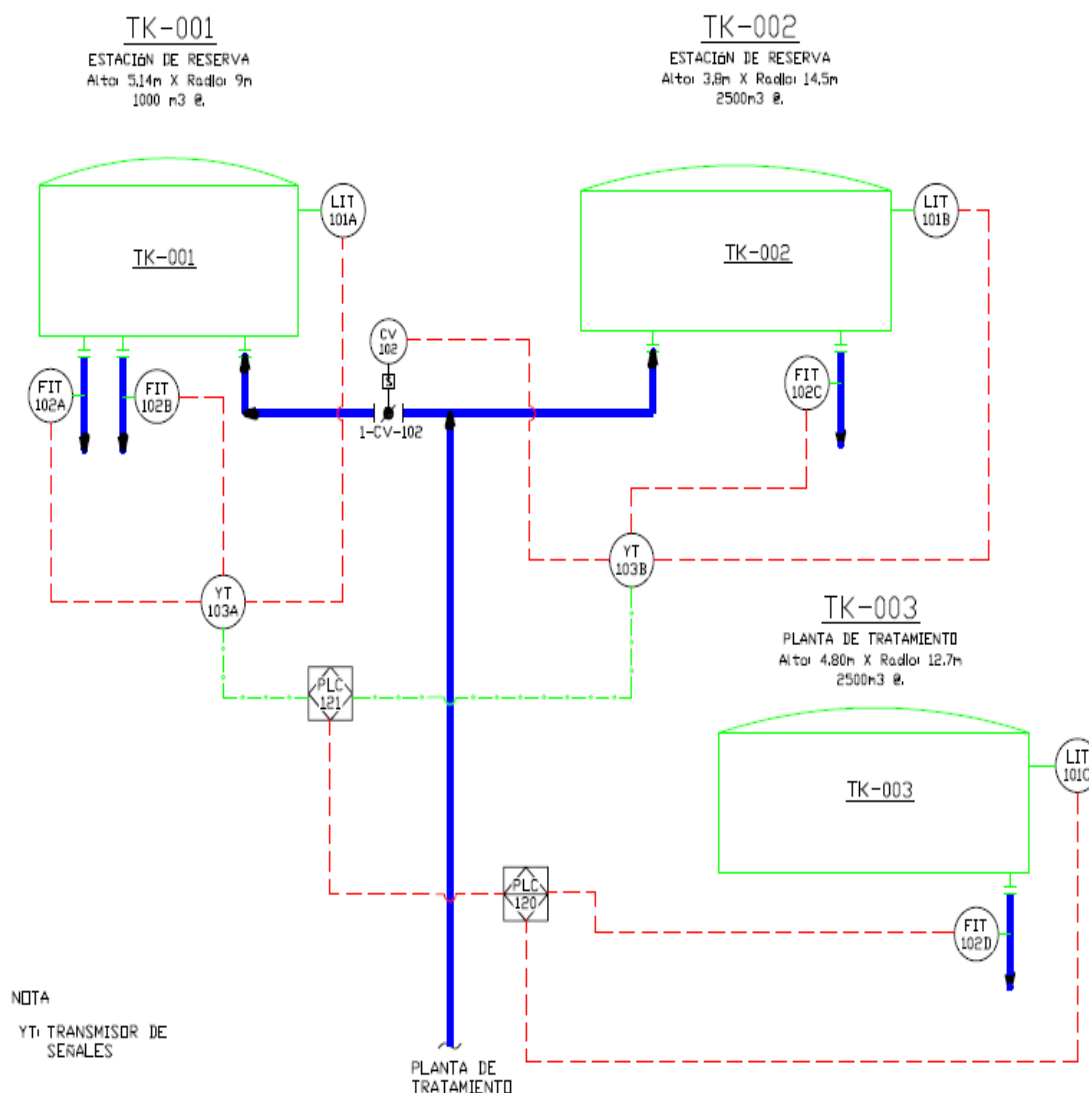 TK-001
ESTACIóN DE RESERVA
Alto: 5.14m X Radio: 9m
1000 m3 @.
TK-002
ESTACIóN DE RESERVA
Alto: 3.8m X Radio: 14.5m
2500m3 @.
LIT
101A
LIT
101B
TK-001
TK-002
CV
102
S
1-CV-102
FIT
102A
FIT
102B
FIT
102C
YT
103A
YT
103B
TK-003
PLANTA DE TRATAMIENTO
Alto: 4.80m X Radio: 12.7m
2500m3 @.
PLC
121
LIT
101C
TK-003
PLC
120
FIT
102D
NOTA
YT: TRANSMISOR DE
SEÑALES
PLANTA DE
TRATAMIENTO